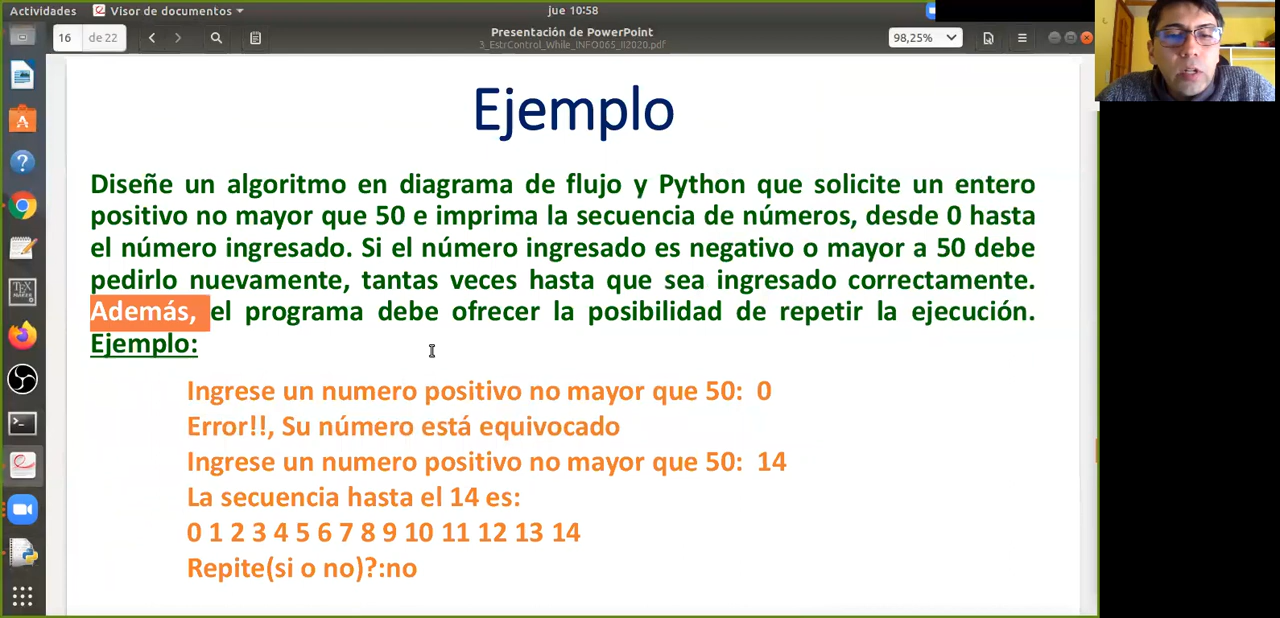 Actividades
Visor de documentos
jue 10:58
16 de 22
Presentación de PowerPoint
3_EstrControl_While_INFO065_II2020.pdf
98,25%
Ejemplo
Diseñe un algoritmo en diagrama de flujo y Python que solicite un entero
positivo no mayor que 50 e imprima la secuencia de números, desde 0 hasta
el número ingresado. Si el número ingresado es negativo o mayor a 50 debe
pedirlo nuevamente, tantas veces hasta que sea ingresado correctamente.
Además, el programa debe ofrecer la posibilidad de repetir la ejecución.
Ejemplo:
Ingrese un numero positivo no mayor que 50: 0
Error!!, Su número está equivocado
Ingrese un numero positivo no mayor que 50: 14
La secuencia hasta el 14 es:
0 1 2 3 4 5 6 7 8 9 10 11 12 13 14
Repite(si o no)?:no